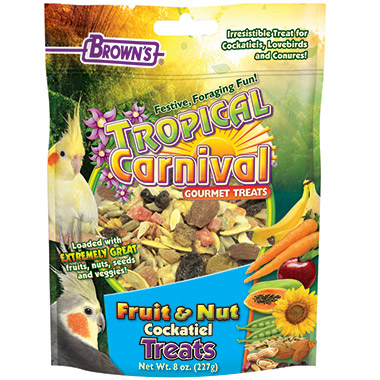 BROWN'S®
Irresistible Treat for
Cockatiels, Lovebirds
and Conures!
Festive, Foraging Fun!
TROPICAL
Carnival
GOURMET TREATS
Loaded with
EXTREMELY GREAT
fruits, nuts, seeds
and veggies!
Fruit & Nut
Cockatiel
Treats
Net Wt. 8 oz. (227g)